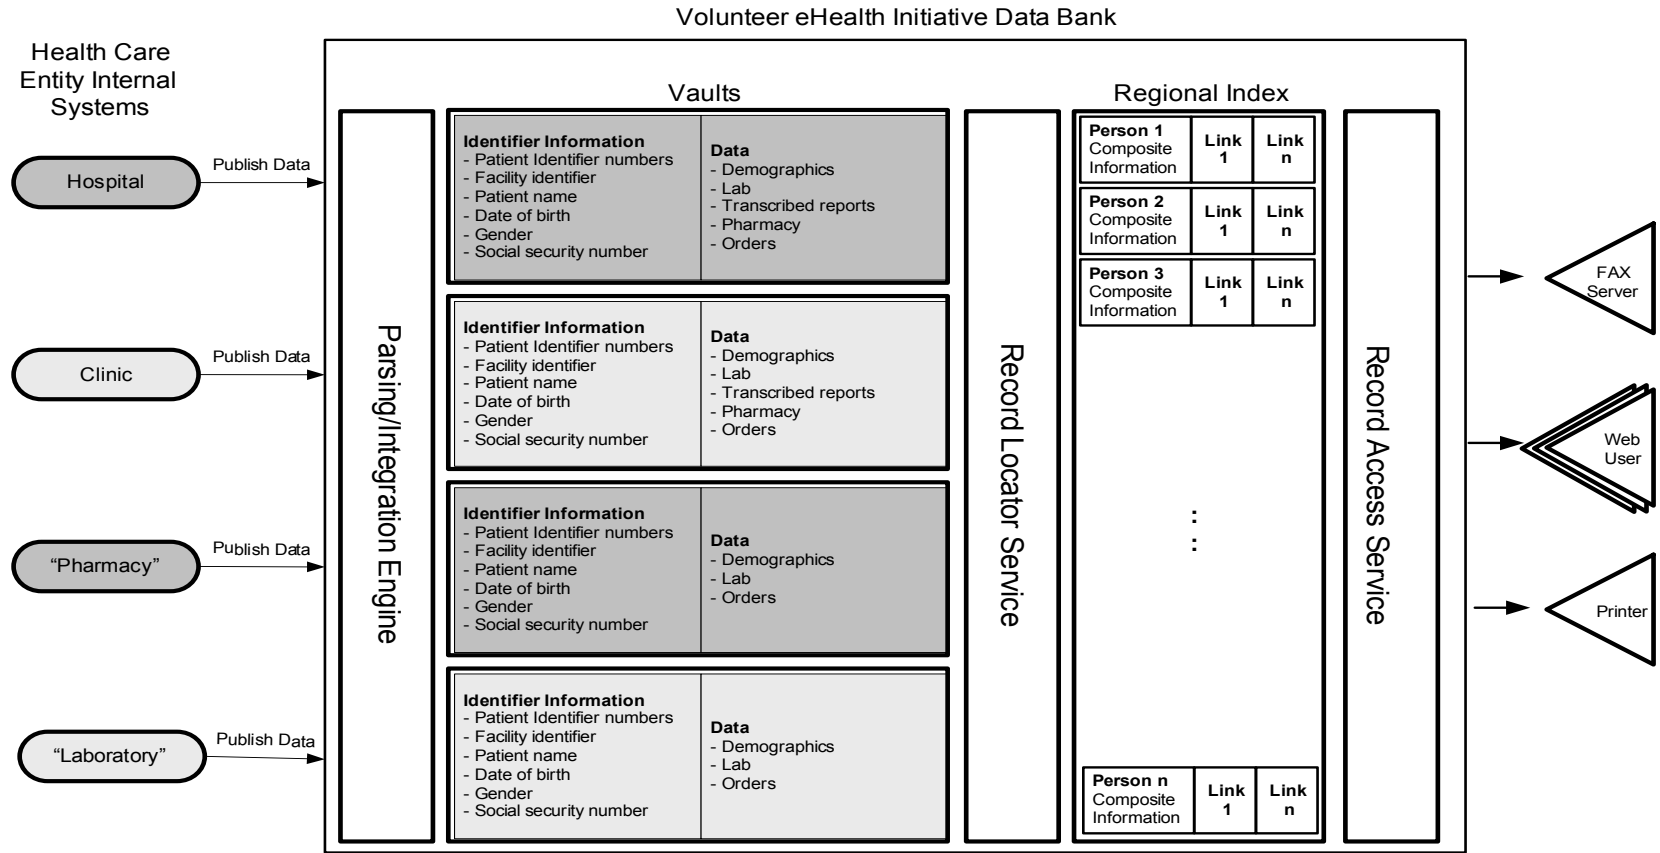 Volunteer eHealth Initiative Data Bank
Health Care
Entity Internal
Systems
Hospital
Publish Data
Clinic
Publish Data
“Pharmacy”
Publish Data
“Laboratory”
Publish Data
Parsing/Integration Engine
Vaults
Identifier Information
- Patient Identifier numbers
- Facility identifier
- Patient name
- Date of birth
- Gender
- Social security number
Data
- Demographics
- Lab
- Transcribed reports
- Pharmacy
- Orders
Identifier Information
- Patient Identifier numbers
- Facility identifier
- Patient name
- Date of birth
- Gender
- Social security number
Data
- Demographics
- Lab
- Transcribed reports
- Pharmacy
- Orders
Identifier Information
- Patient Identifier numbers
- Facility identifier
- Patient name
- Date of birth
- Gender
- Social security number
Data
- Demographics
- Lab
- Orders
Identifier Information
- Patient Identifier numbers
- Facility identifier
- Patient name
- Date of birth
- Gender
- Social security number
Data
- Demographics
- Lab
- Orders
Record Locator Service
Regional Index
Person 1
Composite
Information
Link
1
Link
n
Person 2
Composite
Information
Link
1
Link
n
Person 3
Composite
Information
Link
1
Link
n
:
:
Person n
Composite
Information
Link
1
Link
n
Record Access Service
FAX
Server
Web
User
Printer